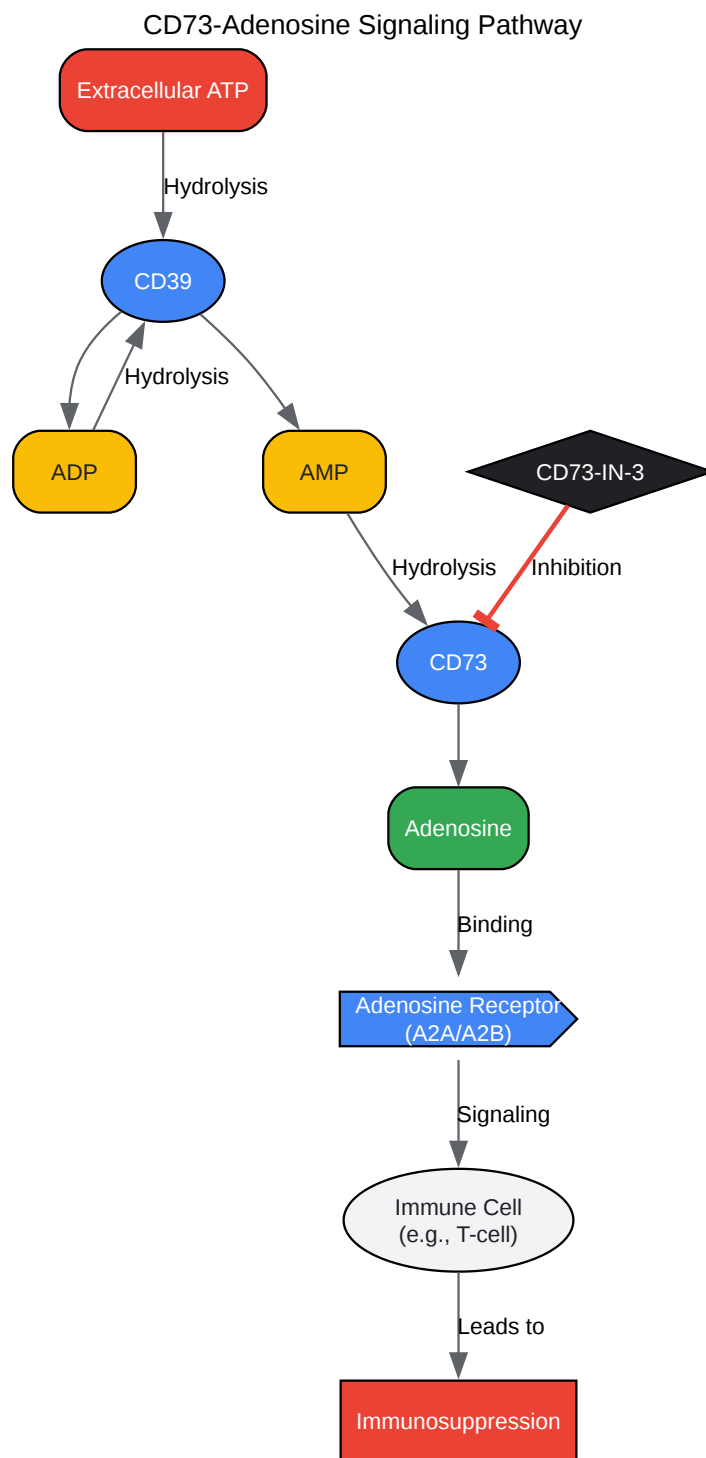 CD73-Adenosine Signaling Pathway
Extracellular ATP
Hydrolysis
CD39
Hydrolysis
ADP
AMP
CD73-IN-3
Hydrolysis
Inhibition
CD73
Adenosine
Binding
Adenosine Receptor
(A2A/A2B)
Signaling
Immune Cell
(e.g., T-cell)
Leads to
Immunosuppression